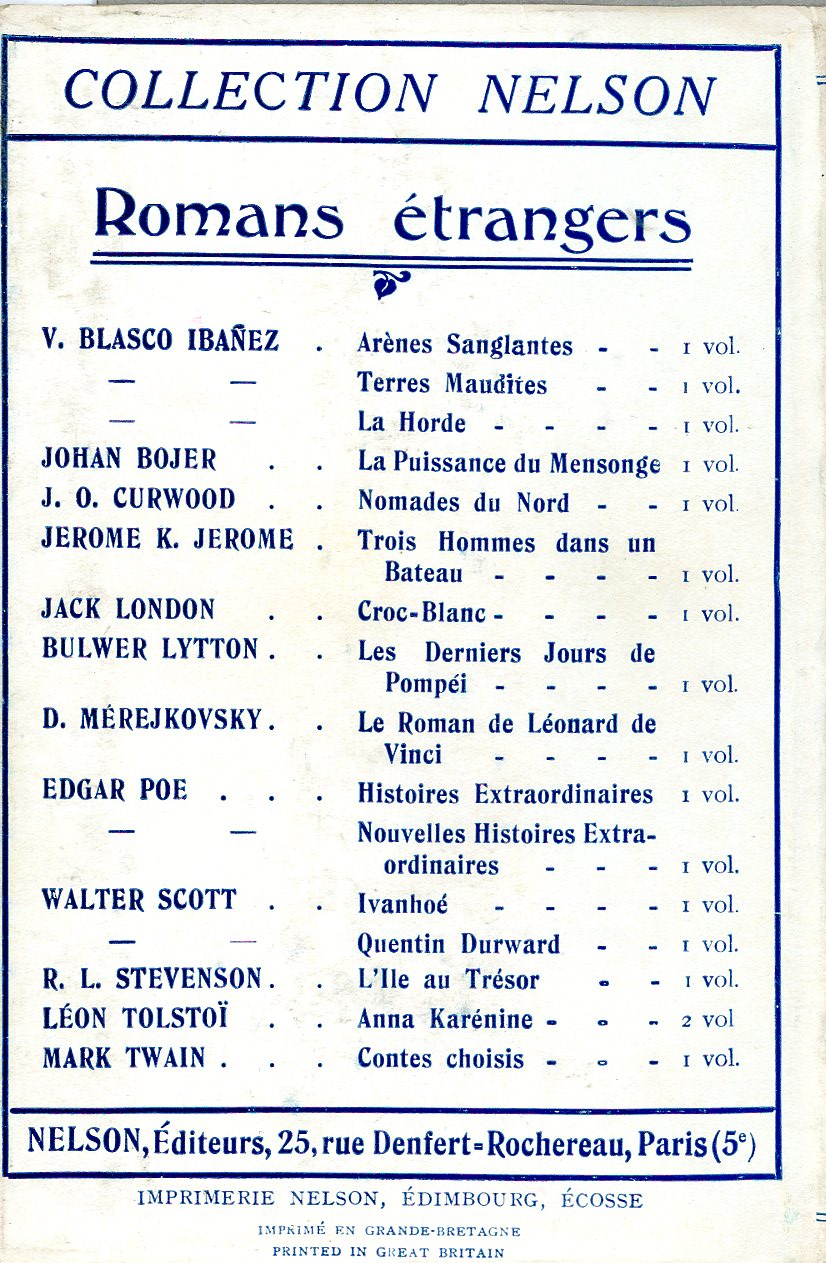 COLLECTION NELSON
Romans étrangers
V. BLASCO IBAÑEZ . Arènes Sanglantes - - 1 vol.
— — Terres Maudites - - 1 vol.
— — La Horde - - - - 1 vol.
JOHAN BOJER . . La Puissance du Mensonge 1 vol.
J. O. CURWOOD . . Nomades du Nord - - 1 vol.
JEROME K. JEROME . Trois Hommes dans un
Bateau - - - - 1 vol.
JACK LONDON . . Croc-Blanc - - - - 1 vol.
BULWER LYTTON . . Les Derniers Jours de
Pompéi - - - - 1 vol.
D. MÉREJKOVSKY . . Le Roman de Léonard de
Vinci - - - - 1 vol.
EDGAR POE . . . Histoires Extraordinaires 1 vol.
— — Nouvelles Histoires Extra-
ordinaires - - - 1 vol.
WALTER SCOTT . . Ivanhoé - - - - 1 vol.
— — Quentin Durward - - 1 vol.
R. L. STEVENSON . . L'Ile au Trésor - - 1 vol.
LÉON TOLSTOÏ . . Anna Karénine - - - 2 vol
MARK TWAIN . . . Contes choisis - - - 1 vol.
NELSON, Éditeurs, 25, rue Denfert-Rochereau, Paris (5e)
IMPRIMERIE NELSON, ÉDIMBOURG, ÉCOSSE
IMPRIMÉ EN GRANDE-BRETAGNE
PRINTED IN GREAT BRITAIN